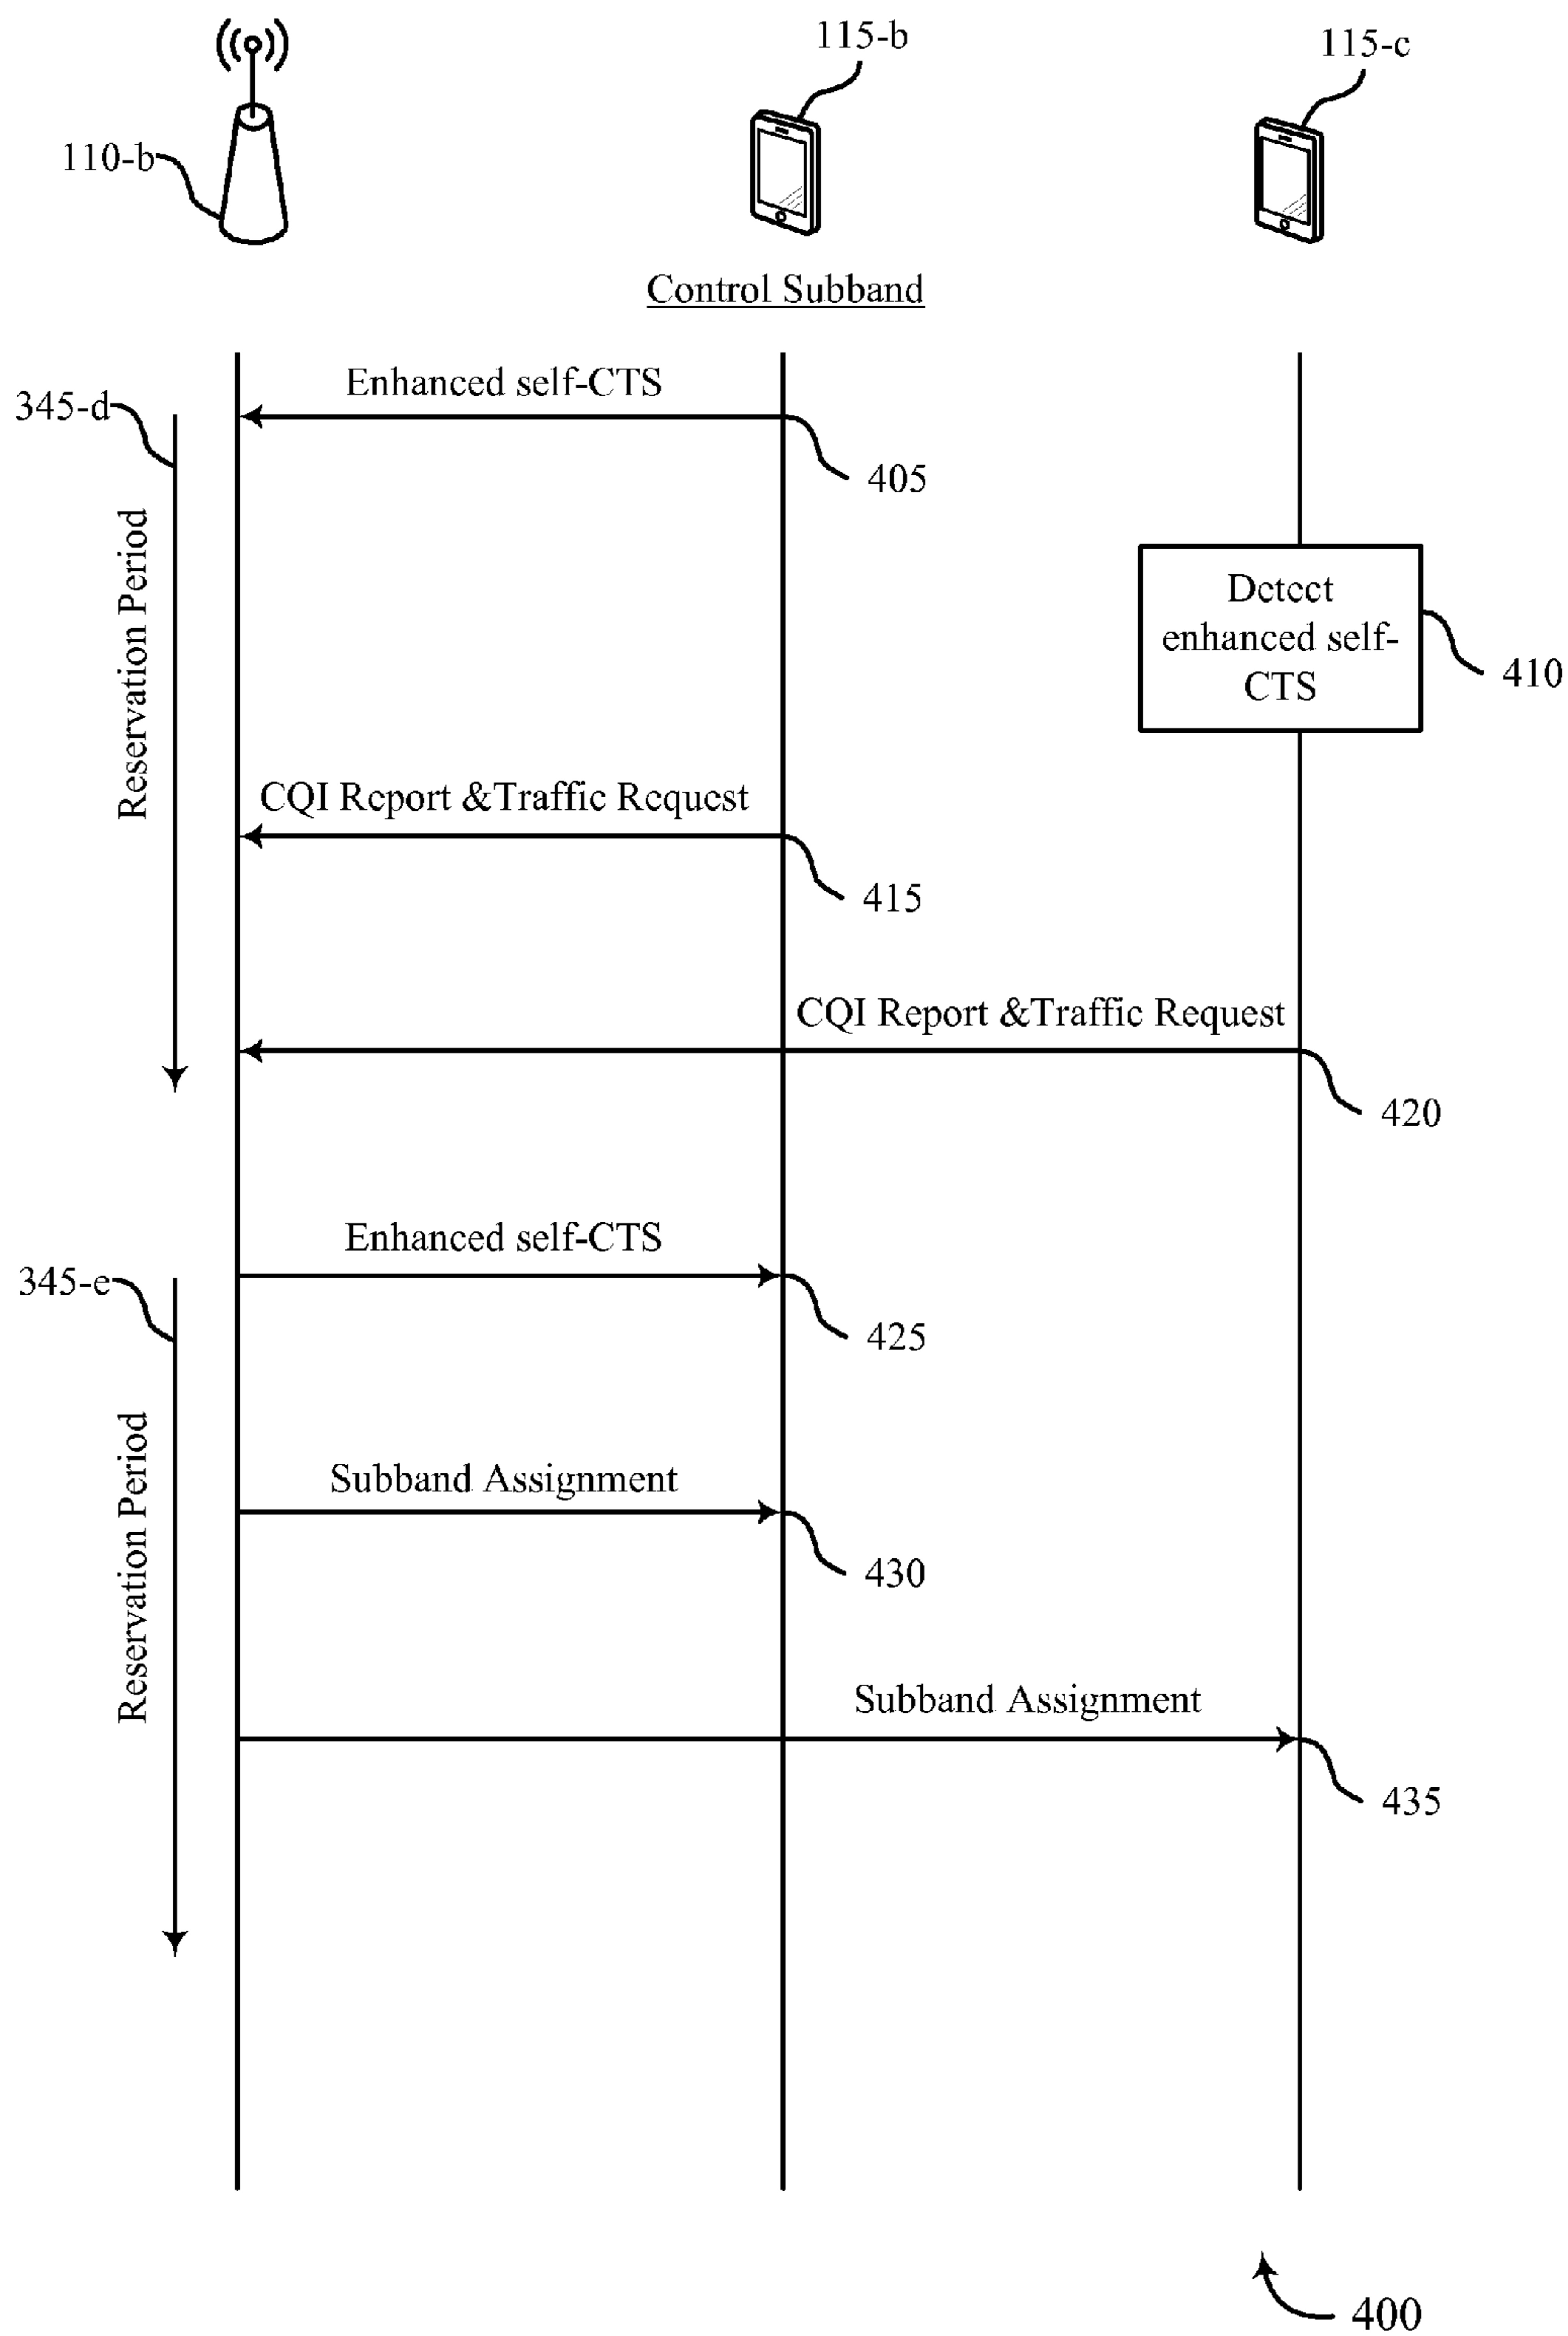 115-b
115-c
110-b
Control Subband
Enhanced self-CTS
345-d
405
Reservation Period
Detect
enhanced self-
CTS
410
CQI Report &Traffic Request
415
CQI Report &Traffic Request
420
Enhanced self-CTS
345-e
425
Reservation Period
Subband Assignment
430
Subband Assignment
435
400